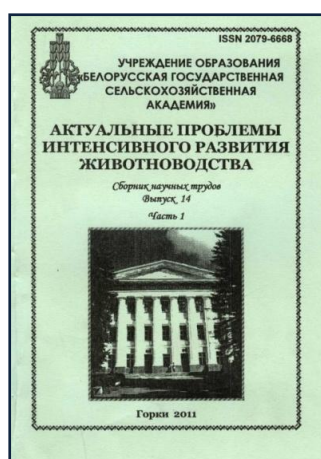 ISSN 2079-6668
УЧРЕЖДЕНИЕ ОБРАЗОВАНИЯ
«БЕЛОРУССКАЯ ГОСУДАРСТВЕННАЯ
СЕЛЬСКОХОЗЯЙСТВЕННАЯ
АКАДЕМИЯ»
АКТУАЛЬНЫЕ ПРОБЛЕМЫ
ИНТЕНСИВНОГО РАЗВИТИЯ
ЖИВОТНОВОДСТВА
Сборник научных трудов
Выпуск 14
Часть 1
Горки 2011